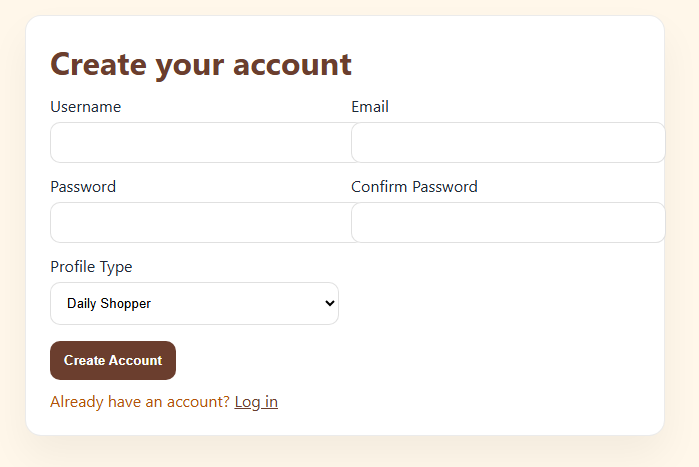 Create your account
Username Email
Password Confirm Password
Profile Type
Daily Shopper
Create Account
Already have an account? Log in